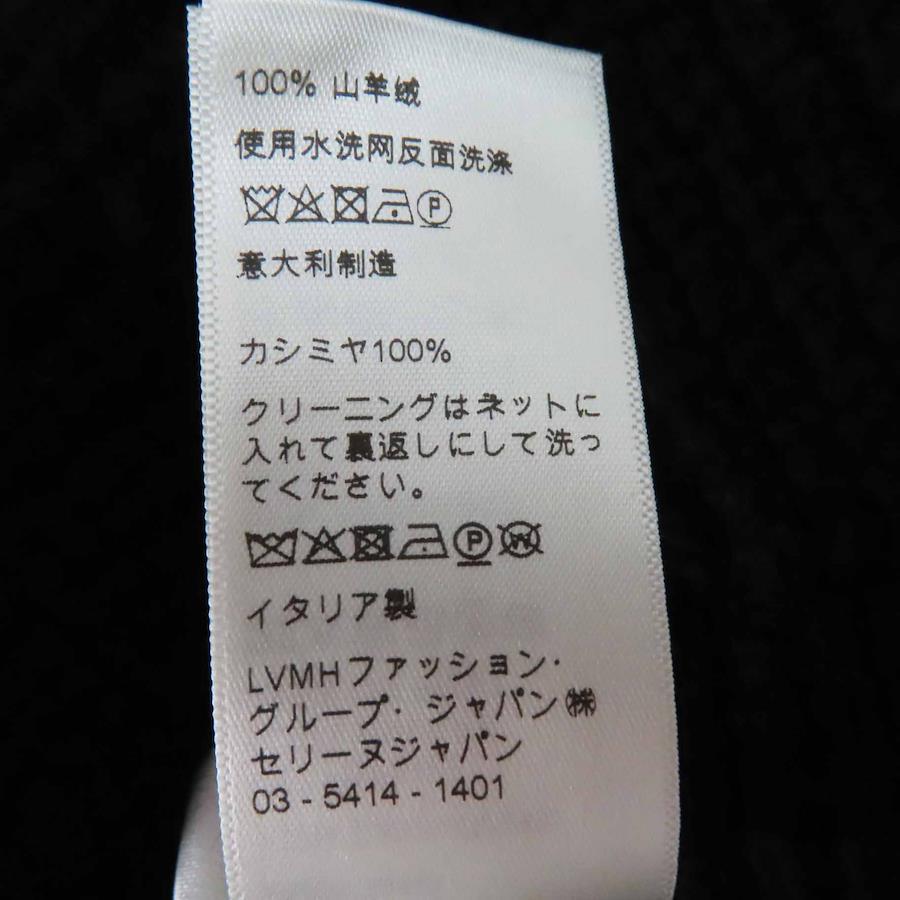 100% 山羊绒
使用水洗网反面洗涤
P
意大利制造
カシミヤ100%
クリーニングはネットに
入れて裏返しにして洗っ
てください。
P W
イタリア製
LVMHファッション·
グループ· ジャパン㈱
セリーヌジャパン
03 - 5414 - 1401